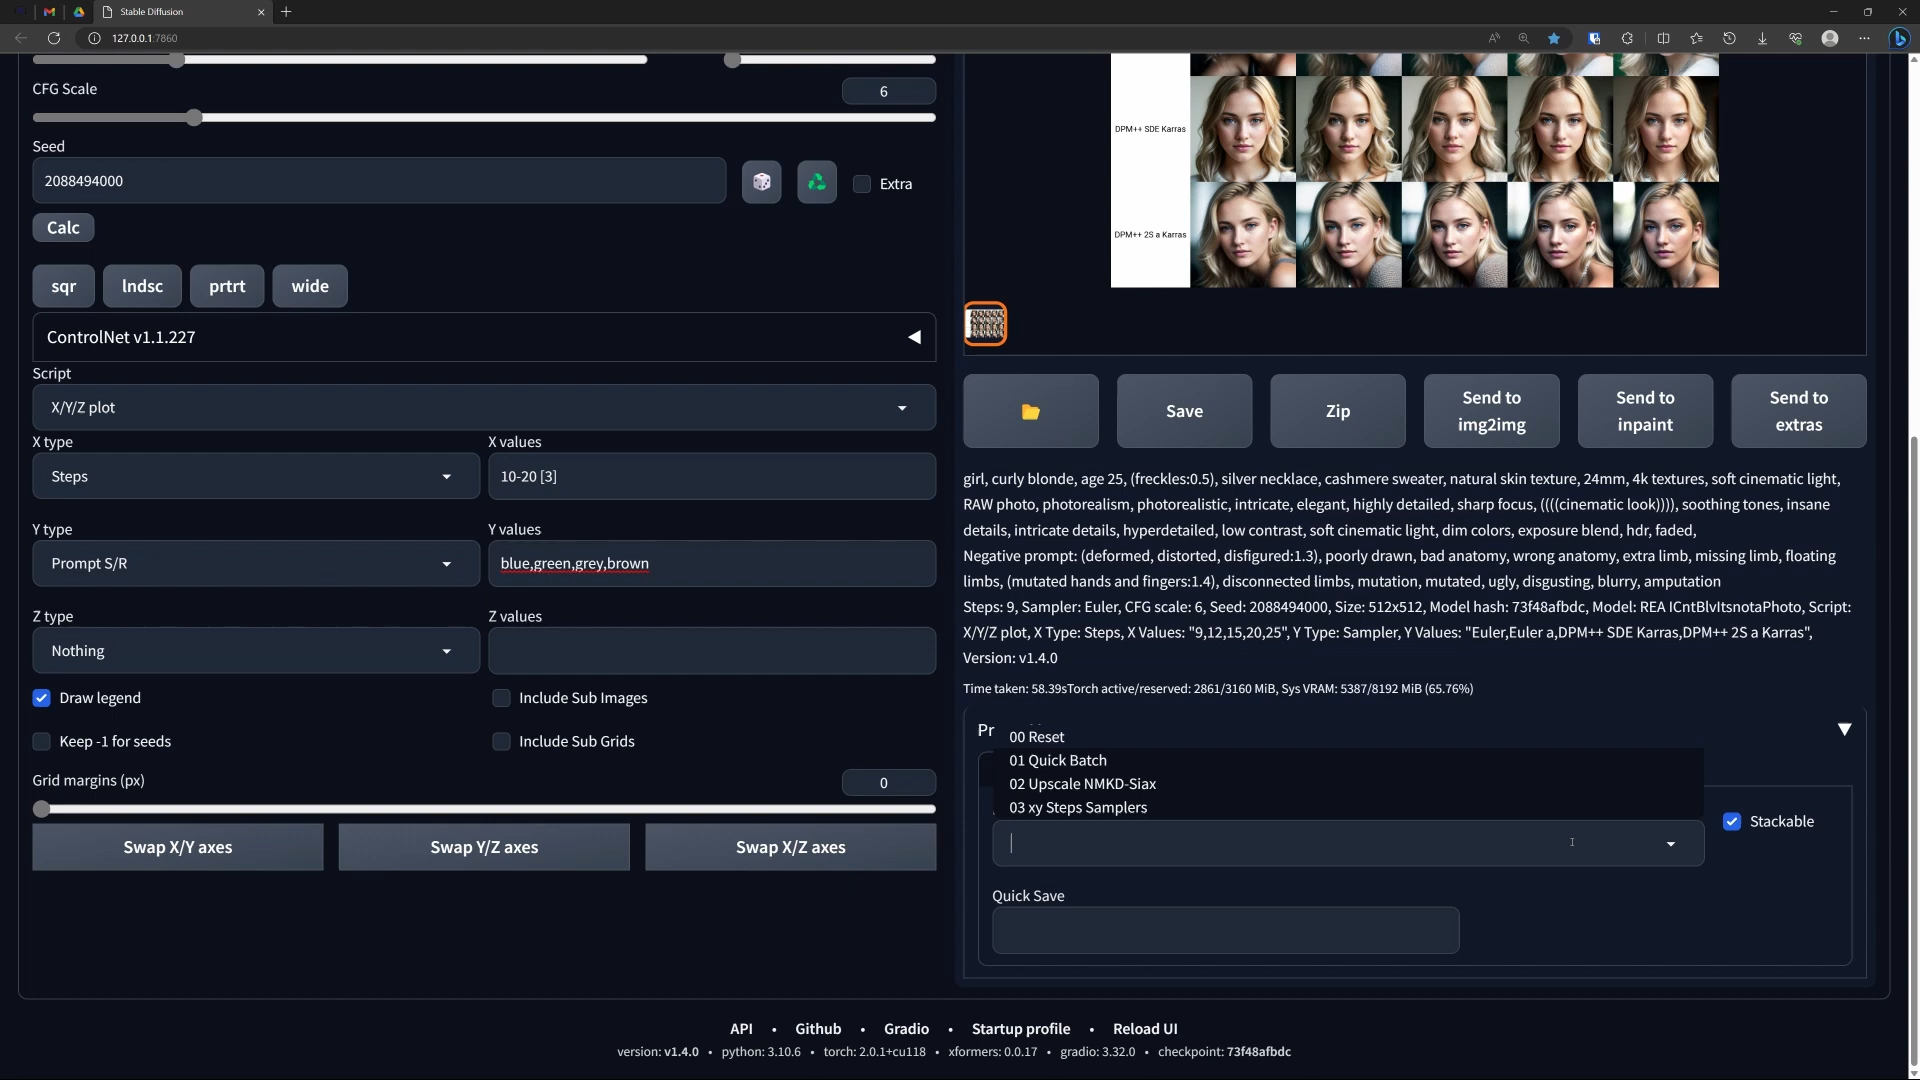 Stable Diffusion
127.0.0.1:7860
CFG Scale
6
Seed
2088494000
Extra
Calc
sqr
lndsc
prtrt
wide
ControlNet v1.1.227
Script
X/Y/Z plot
X type
X values
Steps
10-20 [3]
Y type
Y values
Prompt S/R
blue,green,grey,brown
Z type
Z values
Nothing
Draw legend
Include Sub Images
Keep -1 for seeds
Include Sub Grids
Grid margins (px)
0
Swap X/Y axes
Swap Y/Z axes
Swap X/Z axes
DPM++ SDE Karras
DPM++ 2S a Karras
Save
Zip
Send to
img2img
Send to
inpaint
Send to
extras
girl, curly blonde, age 25, (freckles:0.5), silver necklace, cashmere sweater, natural skin texture, 24mm, 4k textures, soft cinematic light,
RAW photo, photorealism, photorealistic, intricate, elegant, highly detailed, sharp focus, ((((cinematic look)))), soothing tones, insane
details, intricate details, hyperdetailed, low contrast, soft cinematic light, dim colors, exposure blend, hdr, faded,
Negative prompt: (deformed, distorted, disfigured:1.3), poorly drawn, bad anatomy, wrong anatomy, extra limb, missing limb, floating
limbs, (mutated hands and fingers:1.4), disconnected limbs, mutation, mutated, ugly, disgusting, blurry, amputation
Steps: 9, Sampler: Euler, CFG scale: 6, Seed: 2088494000, Size: 512x512, Model hash: 73f48afbdc, Model: REA ICntBlvItsnotaPhoto, Script:
X/Y/Z plot, X Type: Steps, X Values: "9,12,15,20,25", Y Type: Sampler, Y Values: "Euler,Euler a,DPM++ SDE Karras,DPM++ 2S a Karras",
Version: v1.4.0
Time taken: 58.39sTorch active/reserved: 2861/3160 MiB, Sys VRAM: 5387/8192 MiB (65.76%)
Pr
00 Reset
01 Quick Batch
02 Upscale NMKD-Siax
03 xy Steps Samplers
Stackable
Quick Save
API • Github • Gradio • Startup profile • Reload UI
version: v1.4.0 • python: 3.10.6 • torch: 2.0.1+cu118 • xformers: 0.0.17 • gradio: 3.32.0 • checkpoint: 73f48afbdc